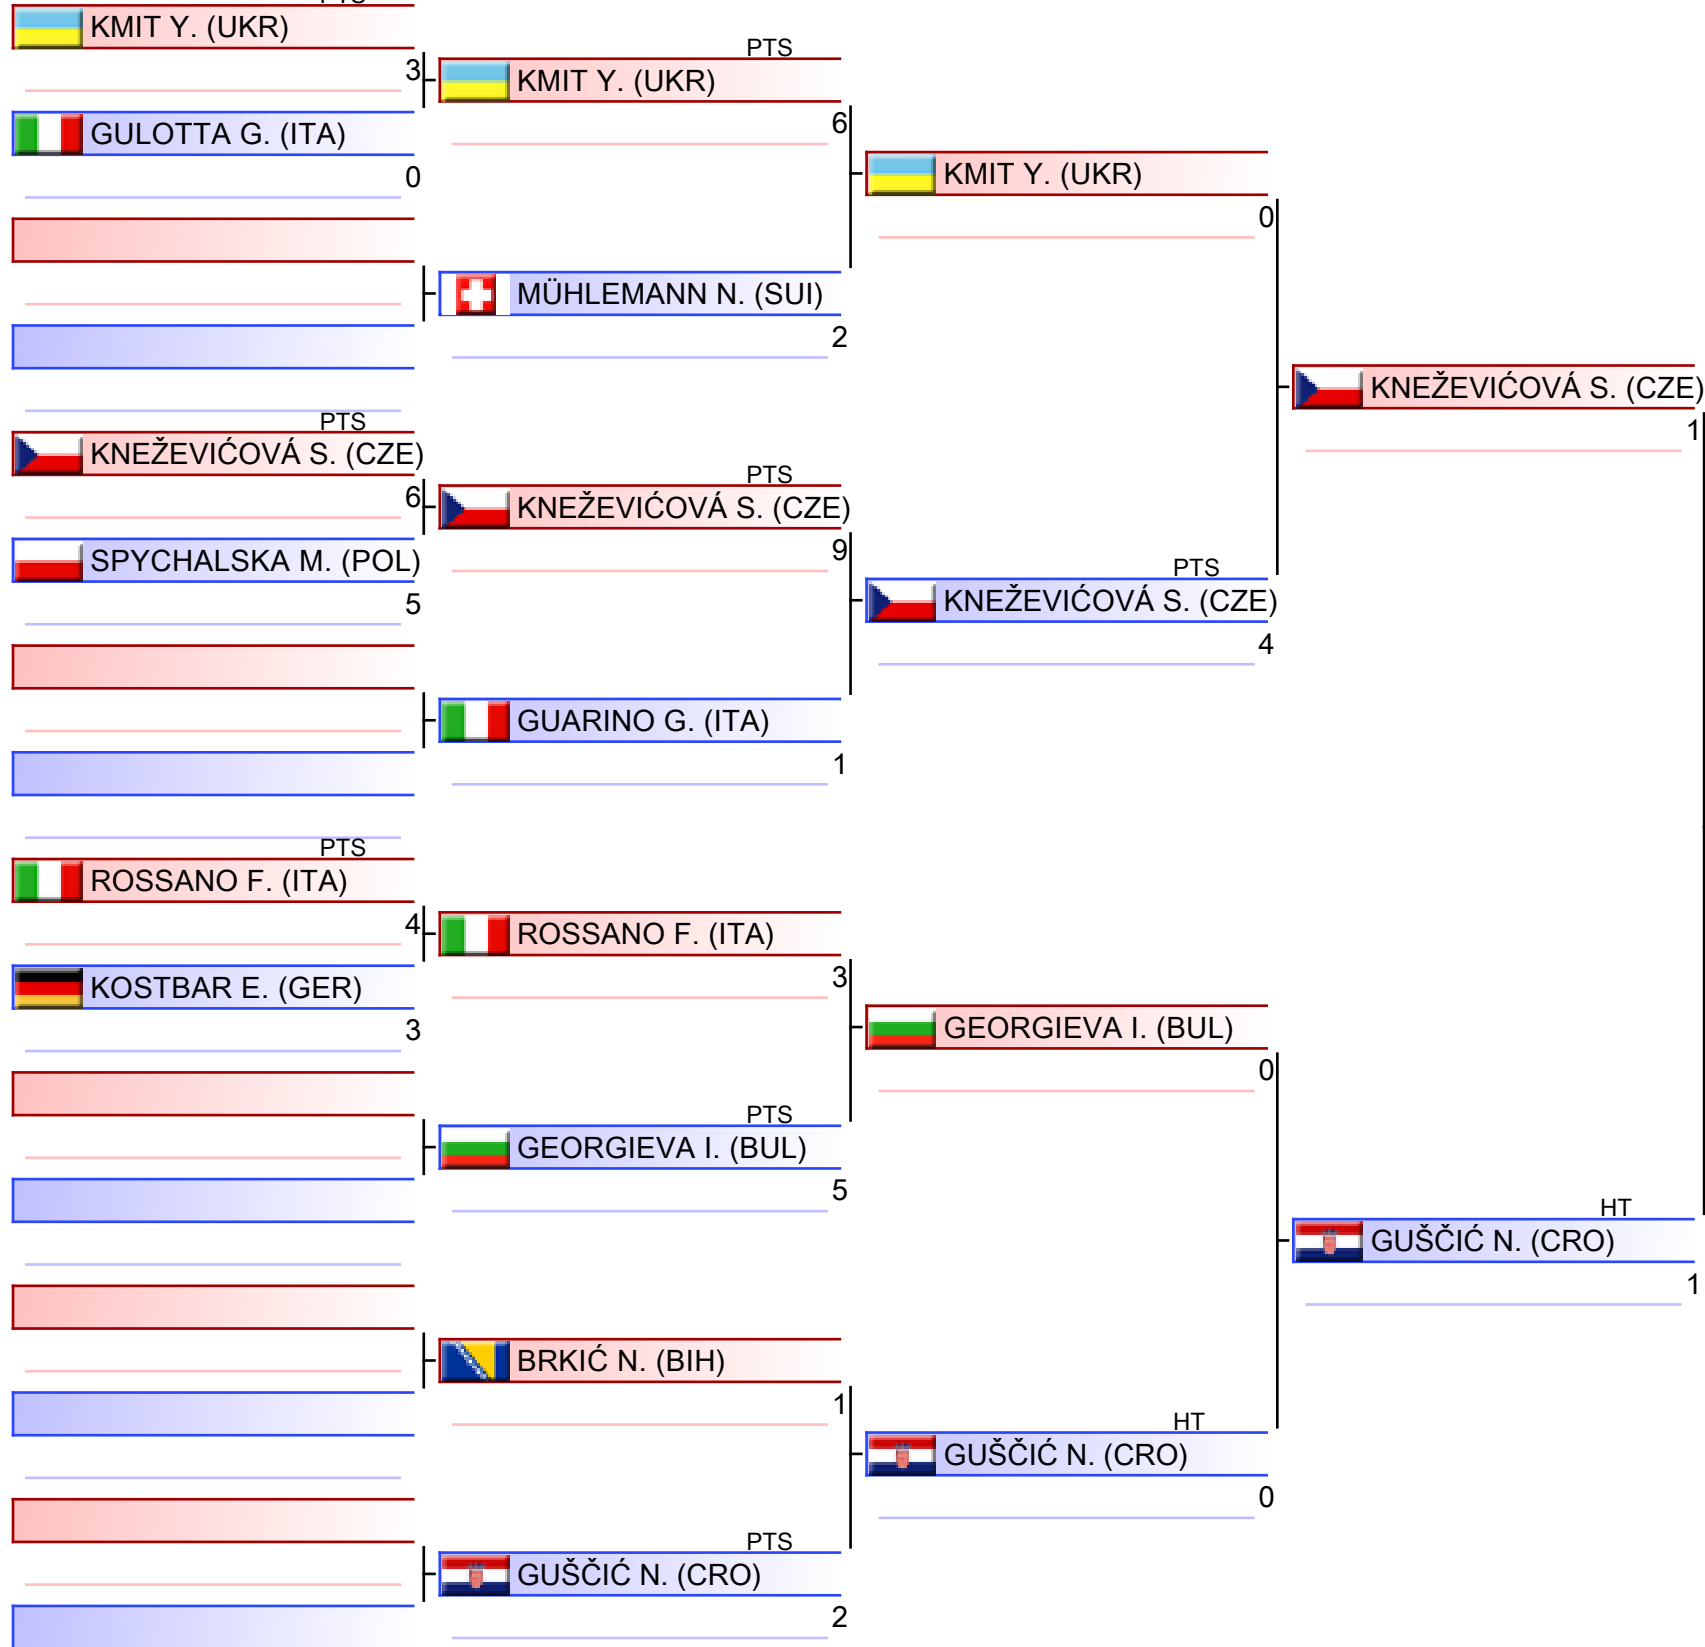 PTS
KMIT Y. (UKR)
3
GULOTTA G. (ITA)
0
PTS
KNEŽEVIĆOVÁ S. (CZE)
6
SPYCHALSKA M. (POL)
5
PTS
ROSSANO F. (ITA)
4
KOSTBAR E. (GER)
3
PTS
KMIT Y. (UKR)
6
MÜHLEMANN N. (SUI)
2
PTS
KNEŽEVIĆOVÁ S. (CZE)
9
GUARINO G. (ITA)
1
ROSSANO F. (ITA)
3
PTS
GEORGIEVA I. (BUL)
5
BRKIĆ N. (BIH)
1
PTS
GUŠČIĆ N. (CRO)
2
KMIT Y. (UKR)
0
PTS
KNEŽEVIĆOVÁ S. (CZE)
4
GEORGIEVA I. (BUL)
0
HT
GUŠČIĆ N. (CRO)
0
KNEŽEVIĆOVÁ S. (CZE)
1
HT
GUŠČIĆ N. (CRO)
1